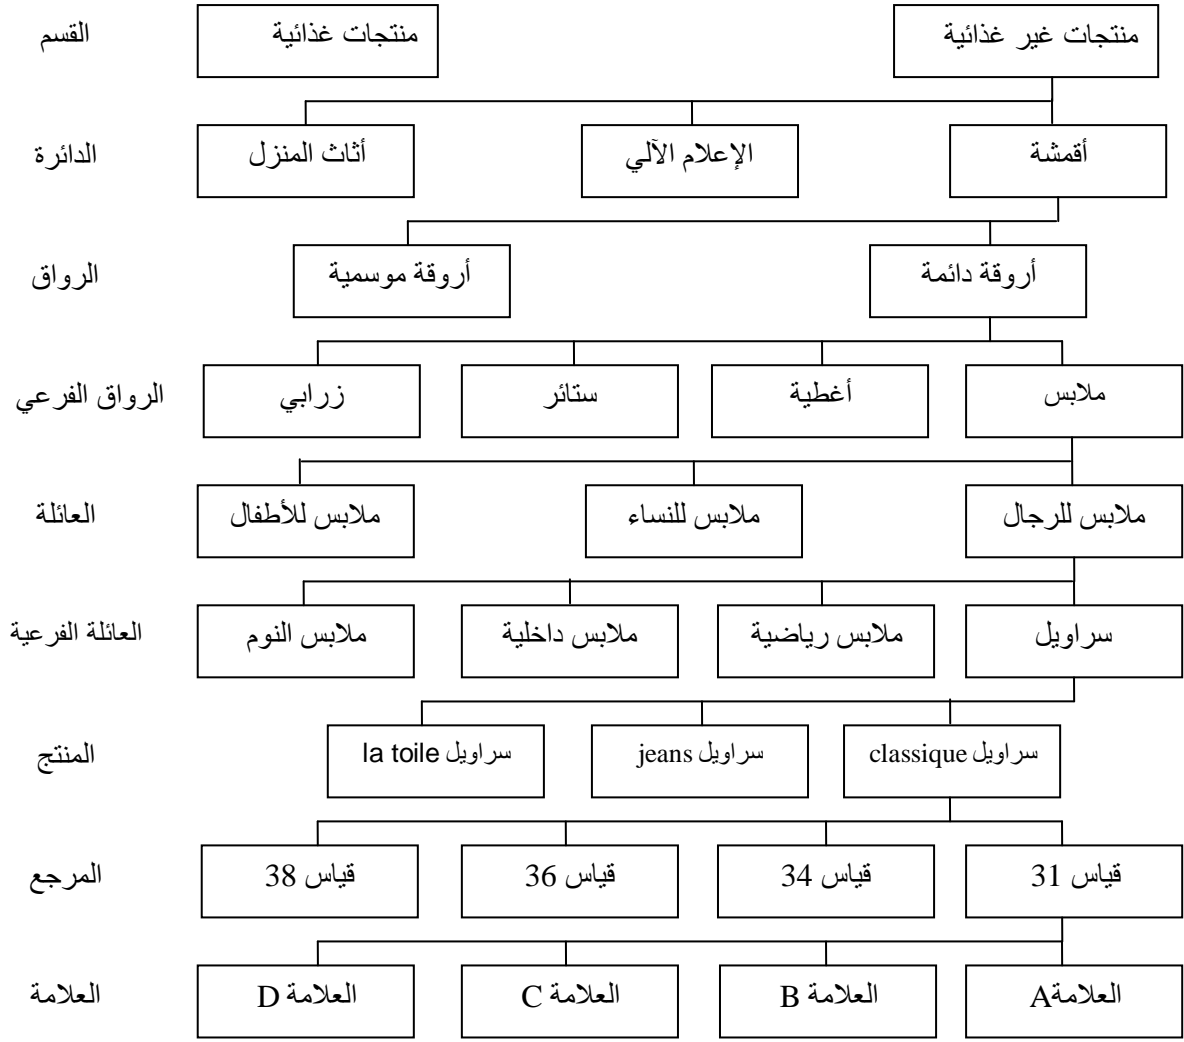 القسم
منتجات غير غذائية
منتجات غذائية
الدائرة
أقمشة
الإعلام الآلي
أثاث المنزل
الرواق
أروقة دائمة
أروقة موسمية
الرواق الفرعي
ملابس
أغطية
ستائر
زرابي
العائلة
ملابس للرجال
ملابس للنساء
ملابس للأطفال
العائلة الفرعية
سراويل
ملابس رياضية
ملابس داخلية
ملابس النوم
المنتج
سراويل classique
سراويل jeans
سراويل la toile
المرجع
قياس 31
قياس 34
قياس 36
قياس 38
العلامة
العلامةA
العلامة B
العلامة C
العلامة D